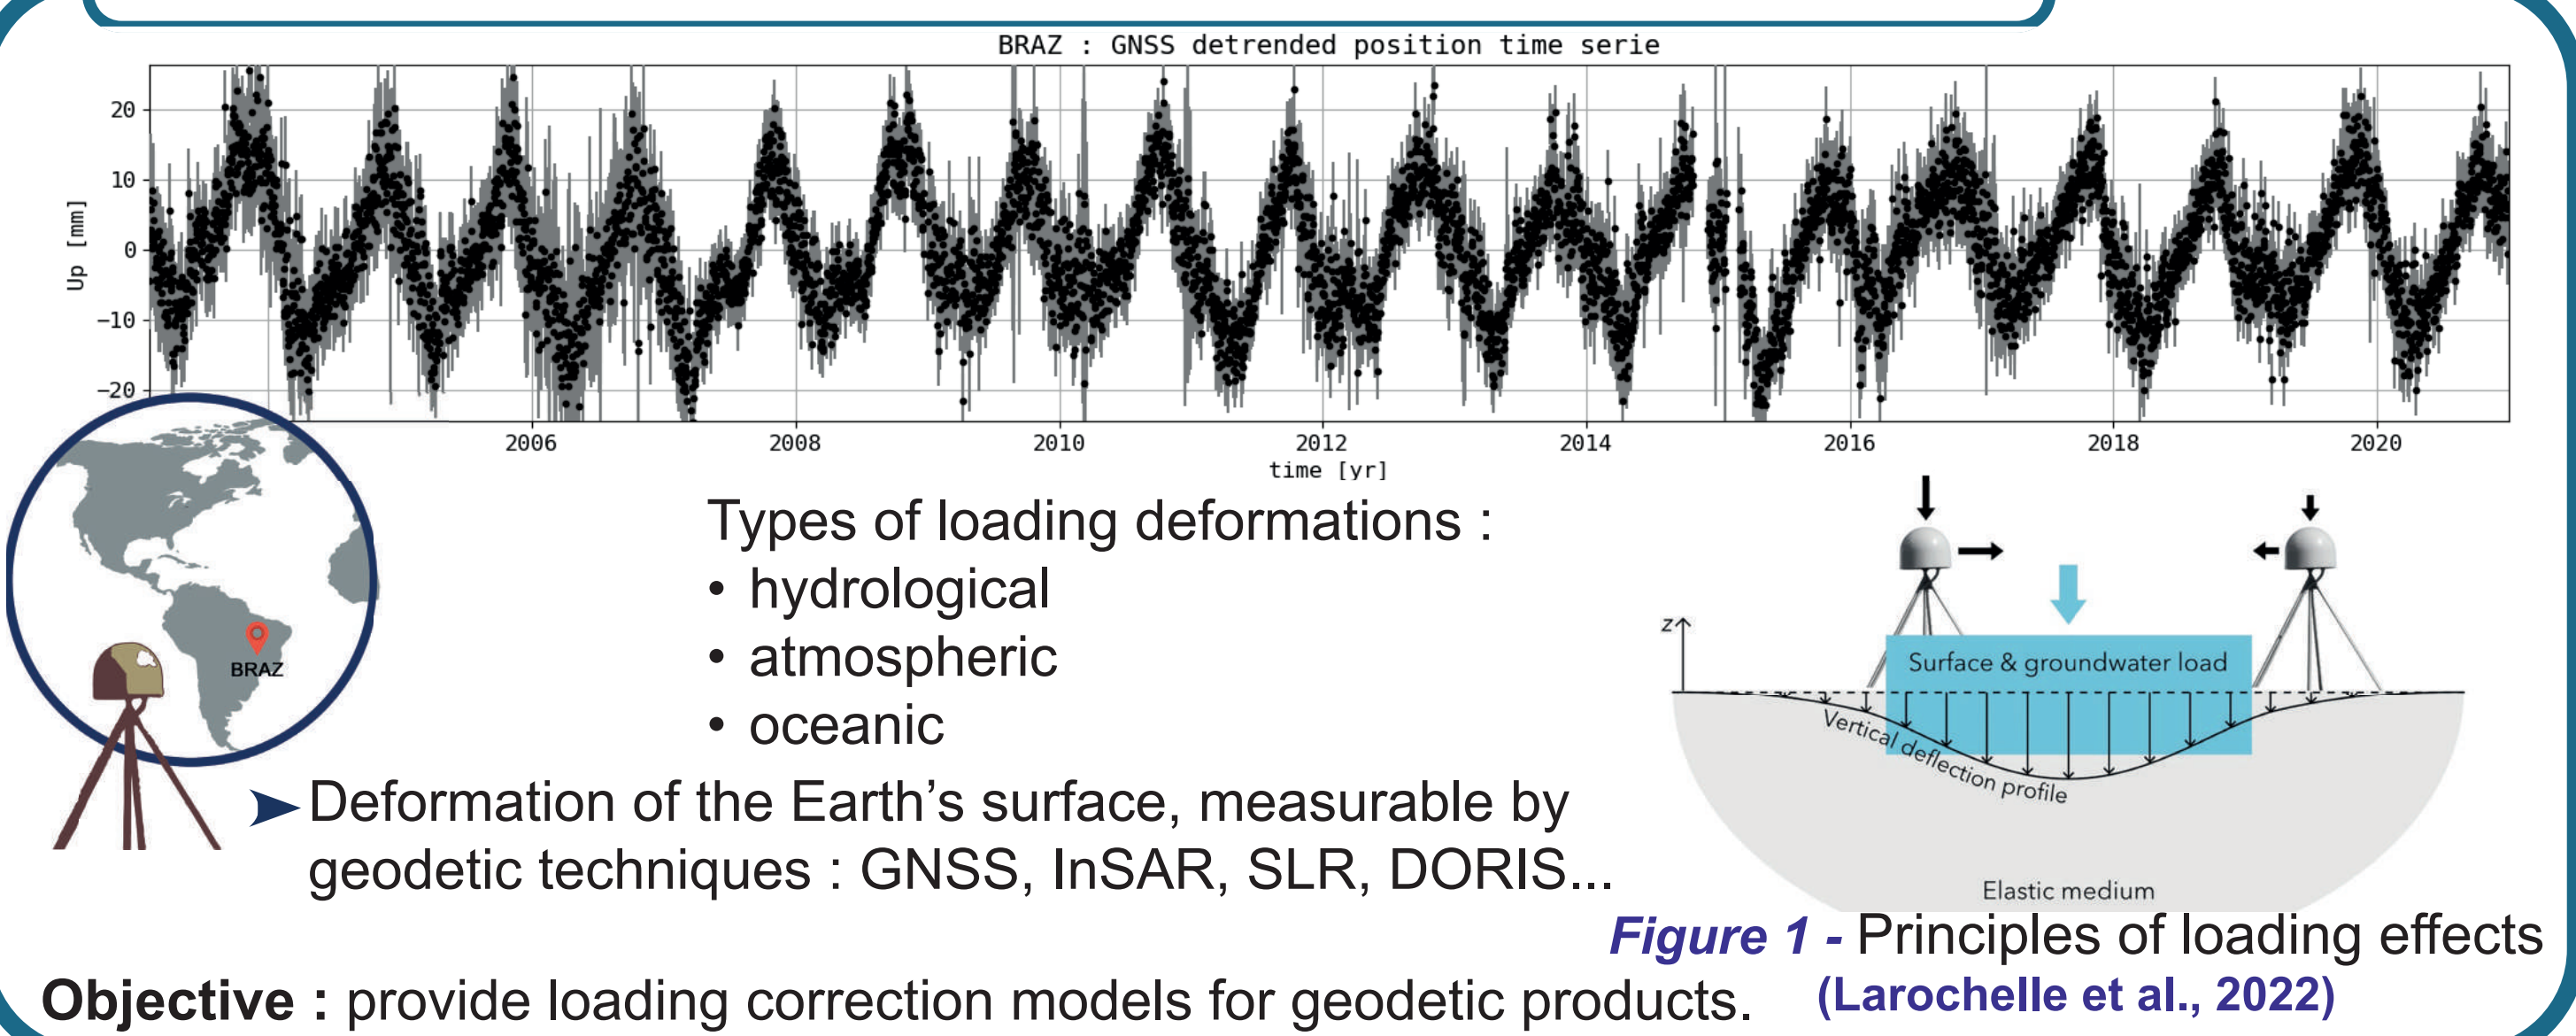 BRAZ : GNSS detrended position time serie
Up [mm]
20
10
0
−10
−20
2006 2008 2010 2012 2014 2016 2018 2020
time [yr]
BRAZ
Types of loading deformations :
• hydrological
• atmospheric
• oceanic
➤ Deformation of the Earth’s surface, measurable by
geodetic techniques : GNSS, InSAR, SLR, DORIS...
z
Surface & groundwater load
Vertical deflection profile
Elastic medium
Figure 1 - Principles of loading effects
(Larochelle et al., 2022)
Objective : provide loading correction models for geodetic products.